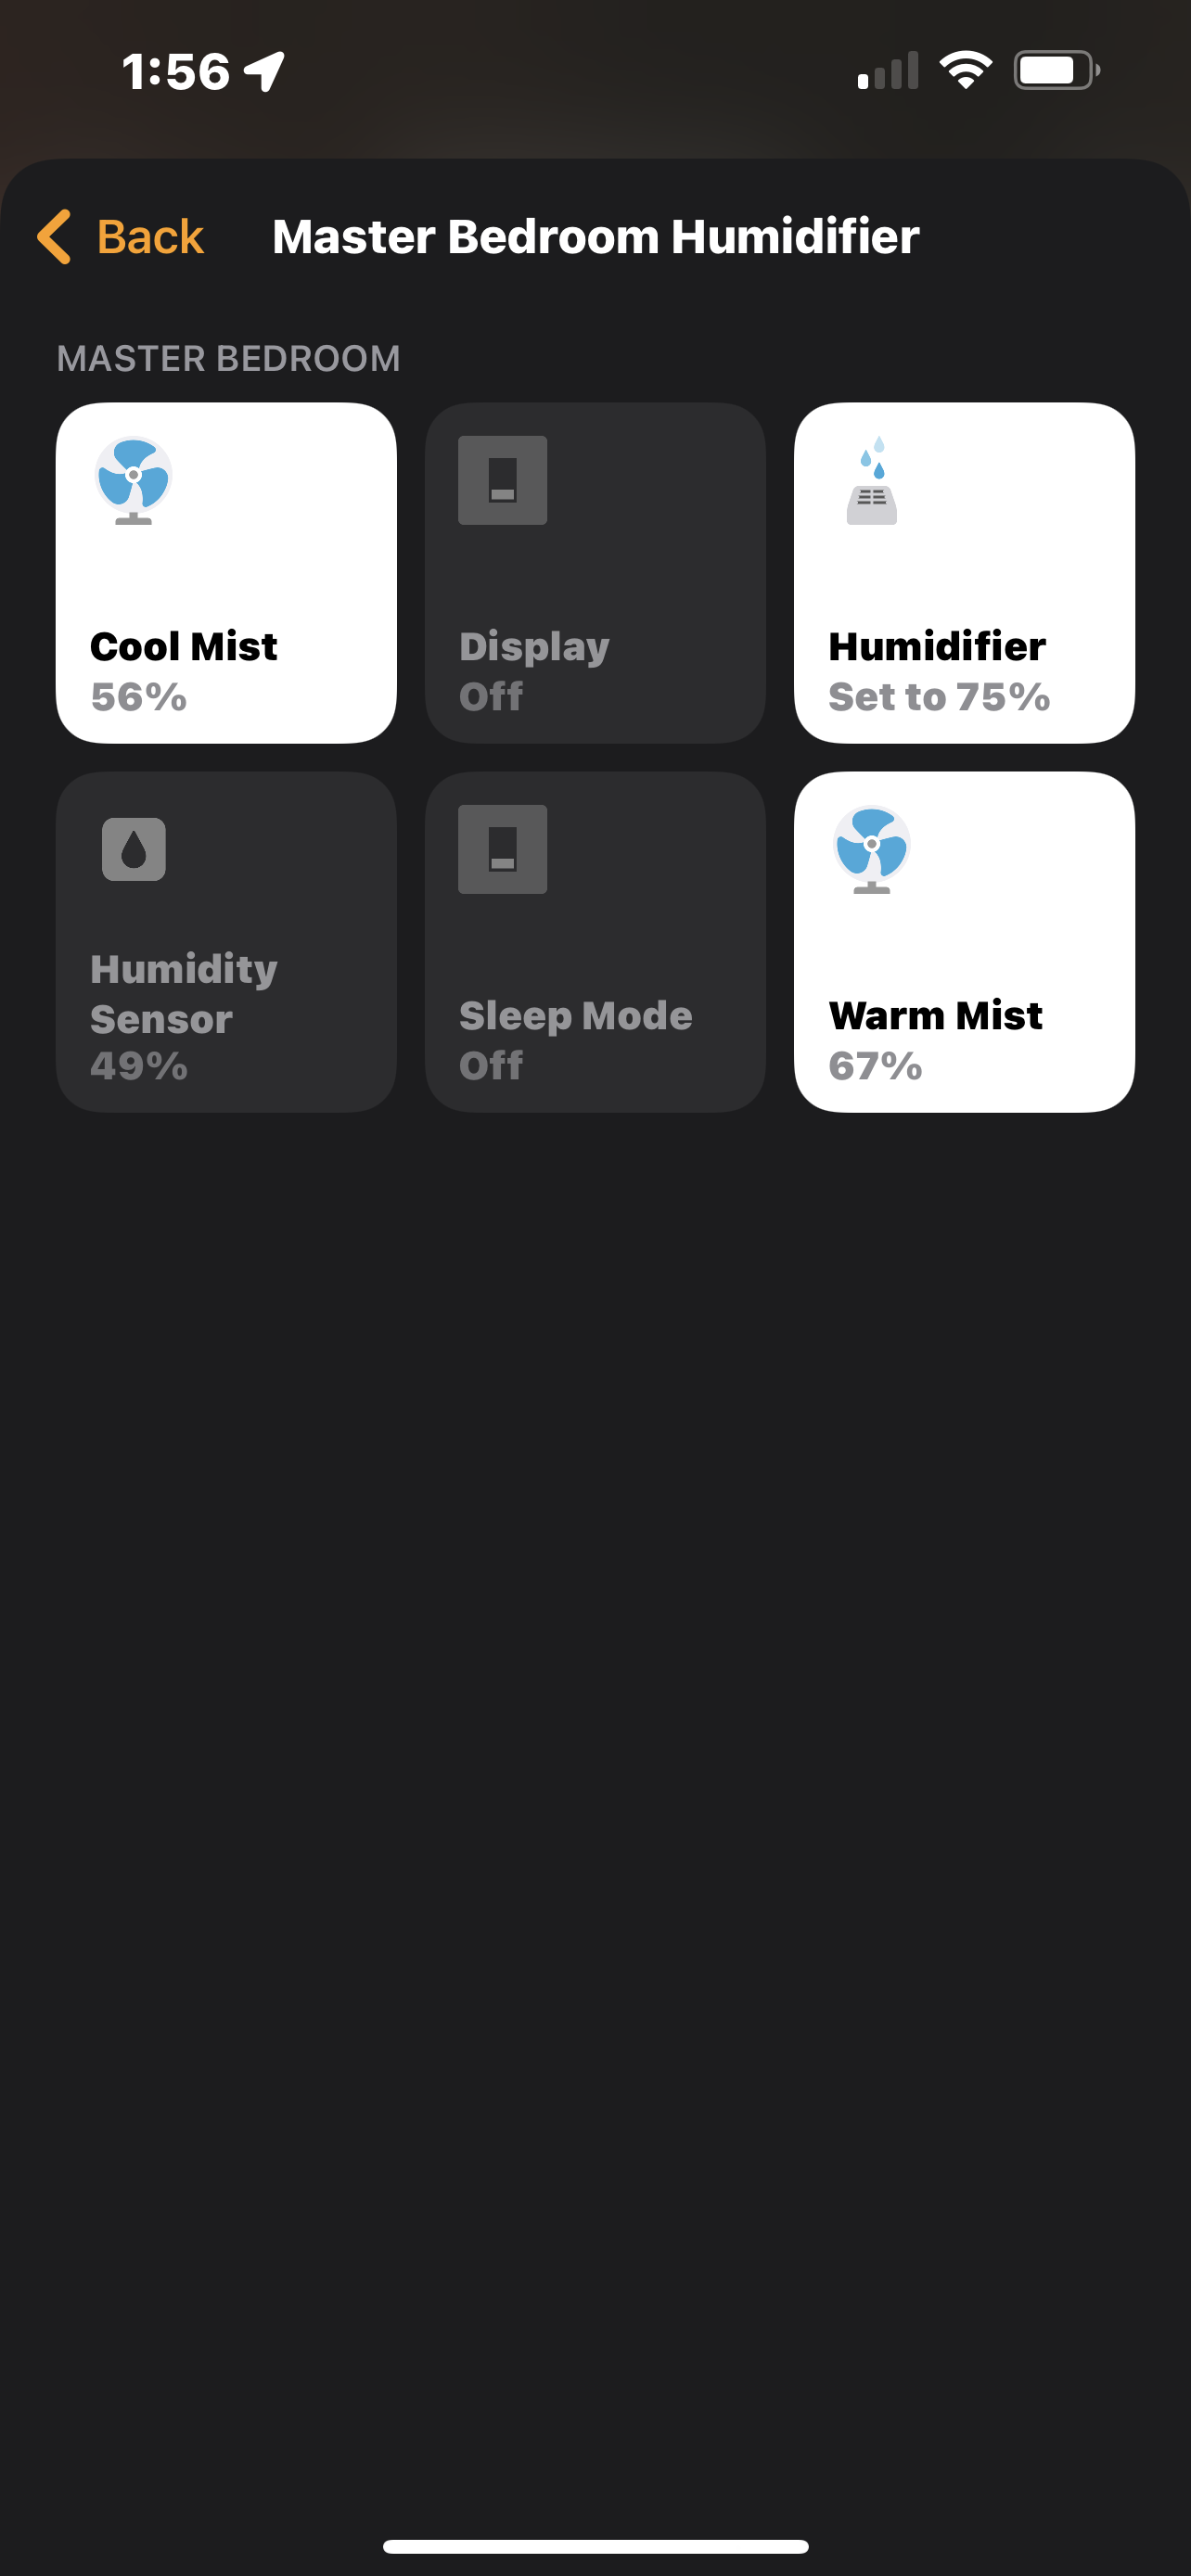 1:56
Back
Master Bedroom Humidifier
MASTER BEDROOM
Cool Mist
56%
Display
Off
Humidifier
Set to 75%
Humidity
Sensor
49%
Sleep Mode
Off
Warm Mist
67%